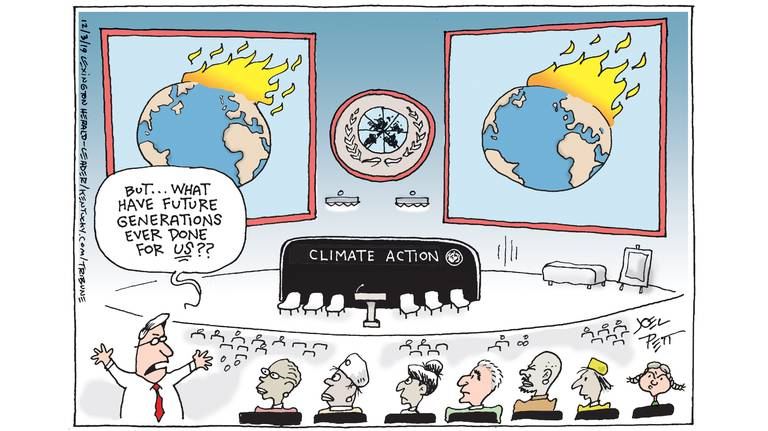 12/3/19 LEXINGTON HERALD-LEADER/KENTUCKY.COM/TRIBUNE
BUT... WHAT
HAVE FUTURE
GENERATIONS
EVER DONE
FOR US??
CLIMATE ACTION
JOEL
PETT